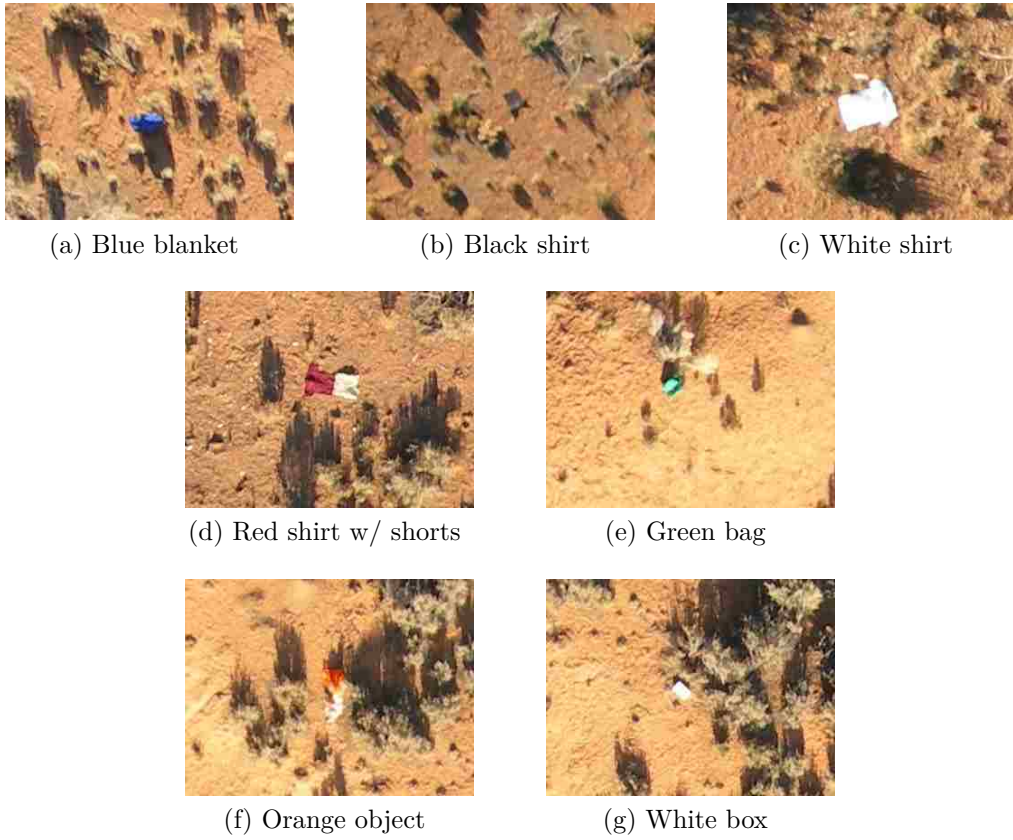 (a) Blue blanket
(b) Black shirt
(c) White shirt
(d) Red shirt w/ shorts
(e) Green bag
(f) Orange object
(g) White box